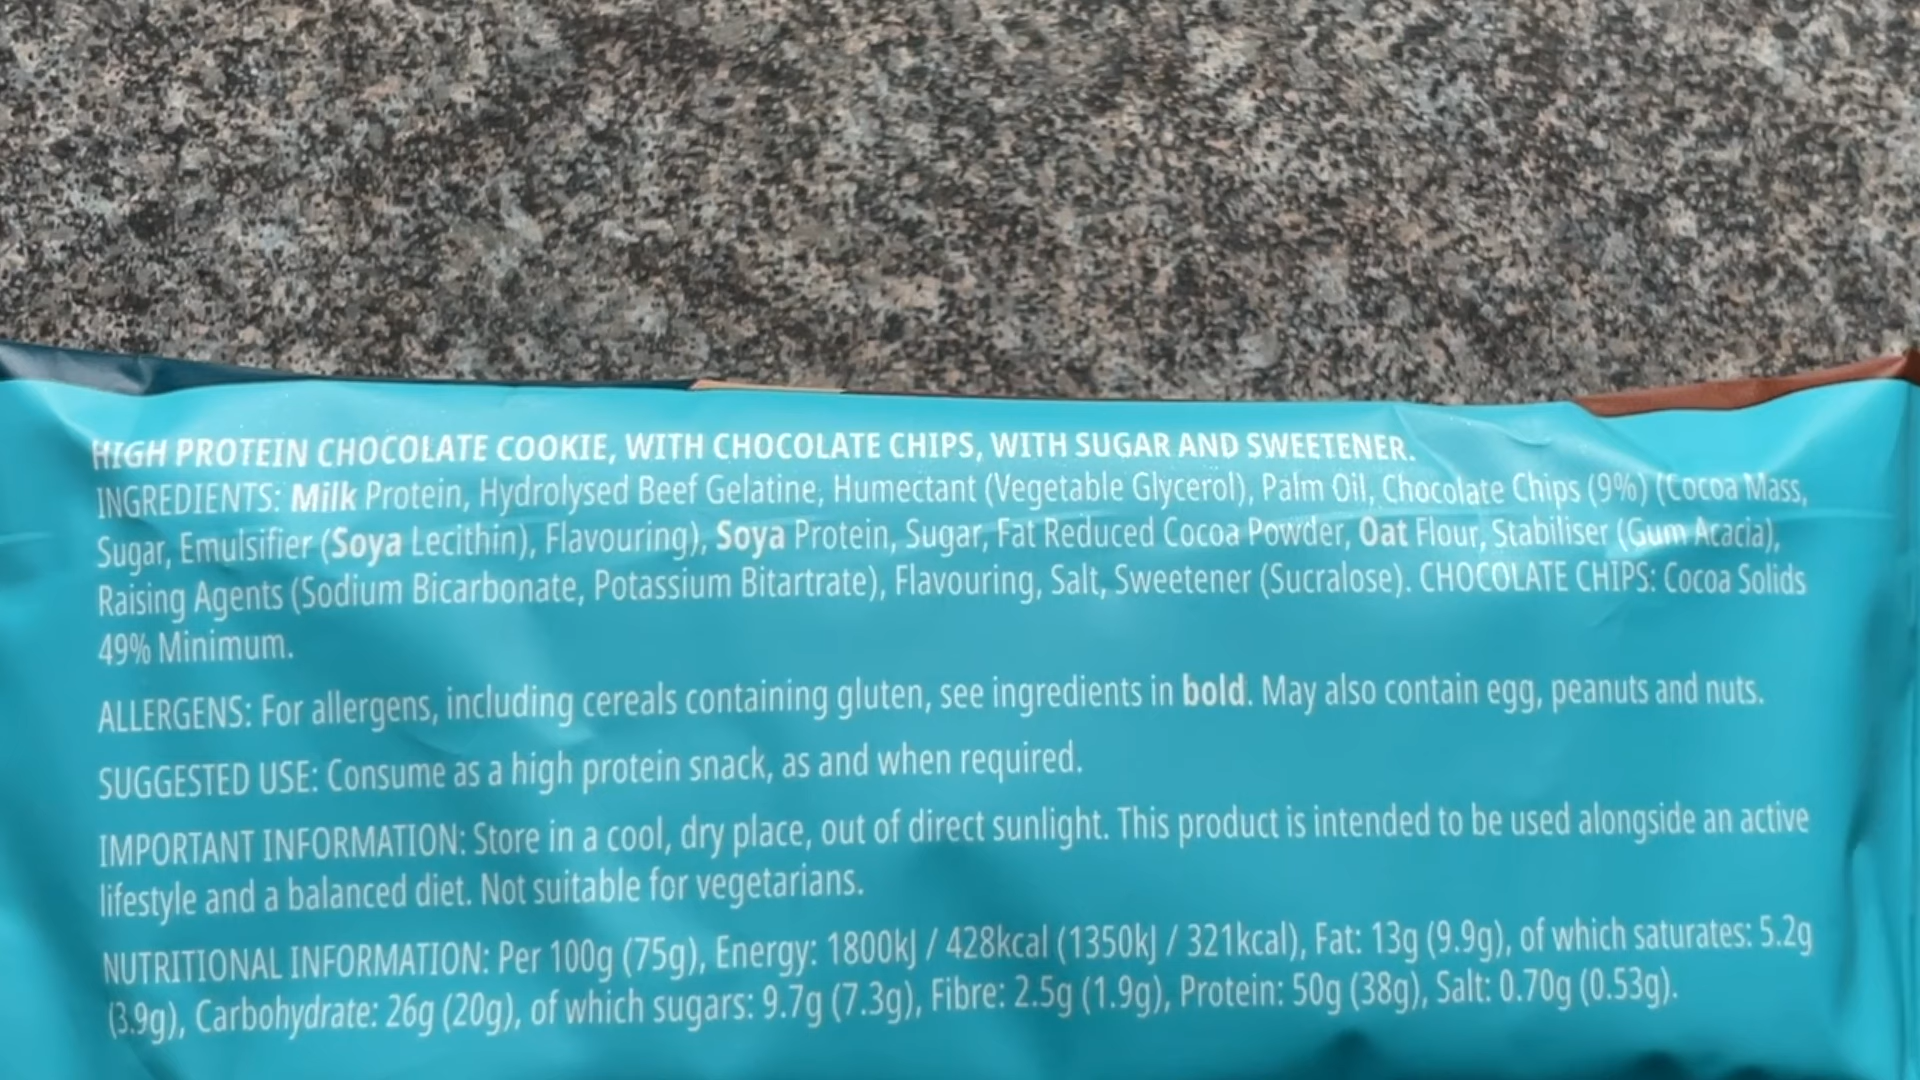 HIGH PROTEIN CHOCOLATE COOKIE, WITH CHOCOLATE CHIPS, WITH SUGAR AND SWEETENER.
INGREDIENTS: Milk Protein, Hydrolysed Beef Gelatine, Humectant (Vegetable Glycerol), Palm Oil, Chocolate Chips (9%) (Cocoa Mass,
Sugar, Emulsifier (Soya Lecithin), Flavouring), Soya Protein, Sugar, Fat Reduced Cocoa Powder, Oat Flour, Stabiliser (Gum Acacia),
Raising Agents (Sodium Bicarbonate, Potassium Bitartrate), Flavouring, Salt, Sweetener (Sucralose). CHOCOLATE CHIPS: Cocoa Solids
49% Minimum.
ALLERGENS: For allergens, including cereals containing gluten, see ingredients in bold. May also contain egg, peanuts and nuts.
SUGGESTED USE: Consume as a high protein snack, as and when required.
IMPORTANT INFORMATION: Store in a cool, dry place, out of direct sunlight. This product is intended to be used alongside an active
lifestyle and a balanced diet. Not suitable for vegetarians.
NUTRITIONAL INFORMATION: Per 100g (75g), Energy: 1800kJ / 428kcal (1350kJ / 321kcal), Fat: 13g (9.9g), of which saturates: 5.2g
(3.9g), Carbohydrate: 26g (20g), of which sugars: 9.7g (7.3g), Fibre: 2.5g (1.9g), Protein: 50g (38g), Salt: 0.70g (0.53g).